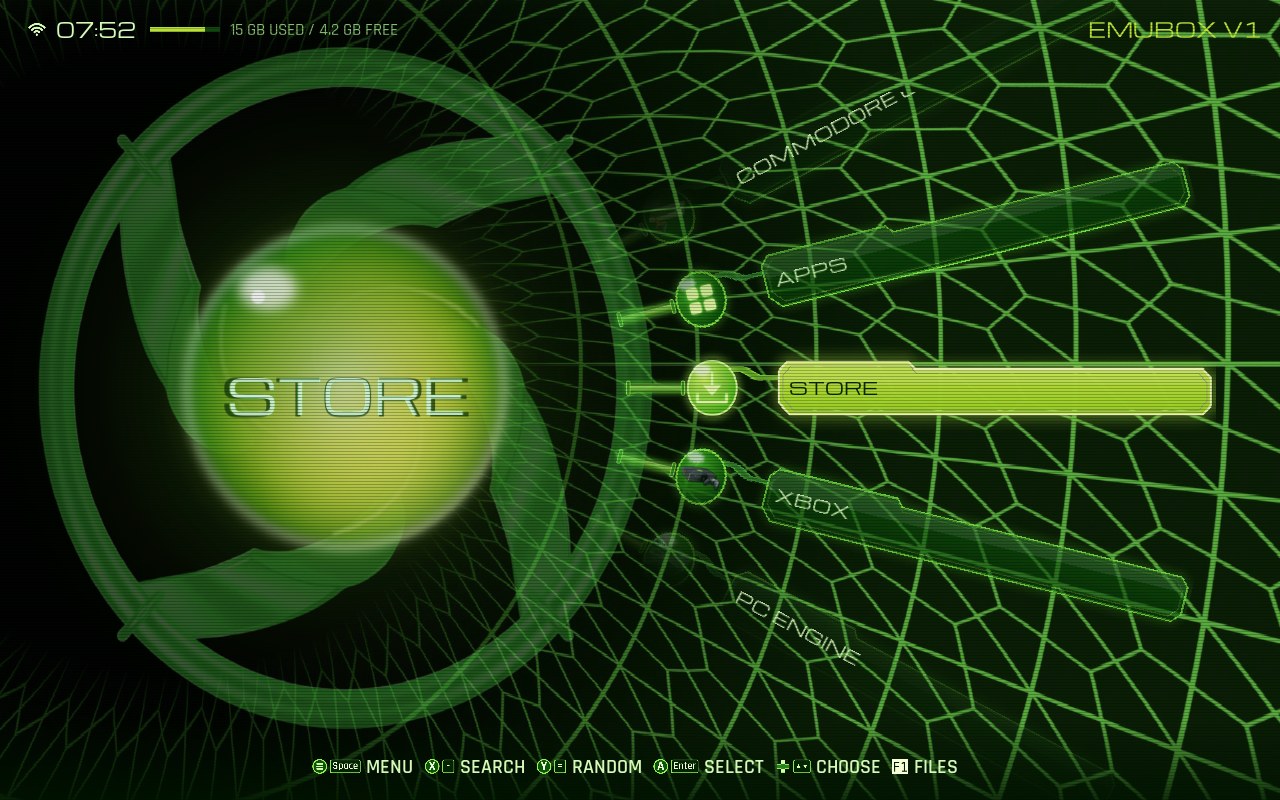 07:52 15 GB USED / 4.2 GB FREE
EMUBOX V1
COMMODORE
APPS
STORE
STORE
XBOX
PC ENGINE
Space MENU X - SEARCH Y = RANDOM A Enter SELECT CHOOSE F1 FILES